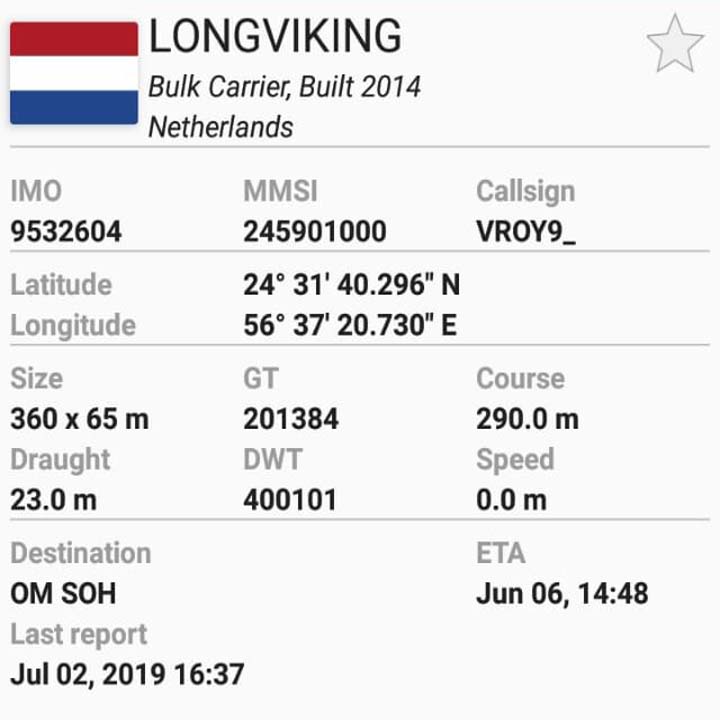 LONGVIKING
Bulk Carrier, Built 2014
Netherlands
IMO MMSI Callsign
9532604 245901000 VROY9_
Latitude 24° 31' 40.296" N
Longitude 56° 37' 20.730" E
Size GT Course
360 x 65 m 201384 290.0 m
Draught DWT Speed
23.0 m 400101 0.0 m
Destination ETA
OM SOH Jun 06, 14:48
Last report
Jul 02, 2019 16:37